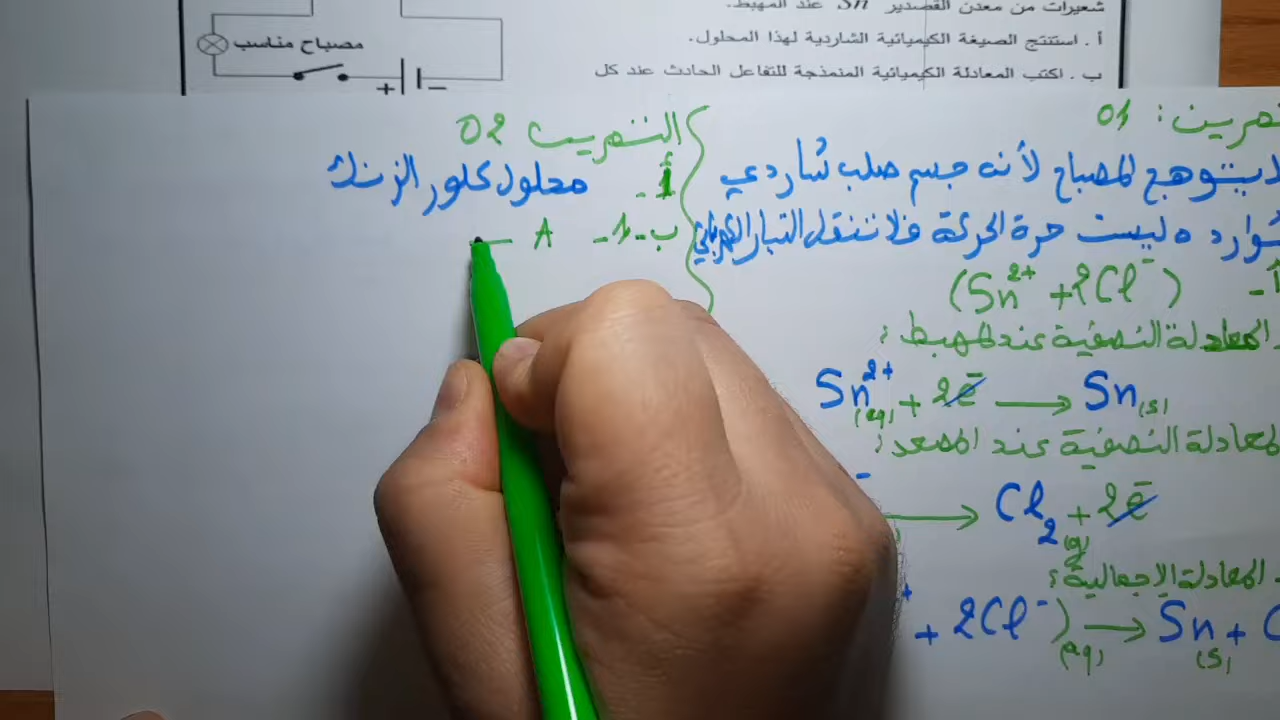 شعيرات من معدن القصدير Sn عند المهبط.
أ . استنتج الصيغة الكيميائية الشاردية لهذا المحلول.
ب . اكتب المعادلة الكيميائية المنمذجة للتفاعل الحادث عند كل
مصباح مناسب
+ −
تمرين: 01
لا يتوهج المصباح لأنه جسم صلب شاردي
شوارده ليست حرة الحركة فلا تنقل التيار الكهربائي
أ- (Sn²⁺ + 2Cl⁻)
المعادلة النصفية عند المهبط :
Sn²⁺(aq) + 2e⁻ → Sn(s)
المعادلة النصفية عند المصعد :
⁻ → Cl₂(g) + 2e⁻
- المعادلة الإجمالية :
+ 2Cl⁻)(aq) → Sn(s) +
التمرين 02
أ- محلول كلور الزنك
ب-1- A —